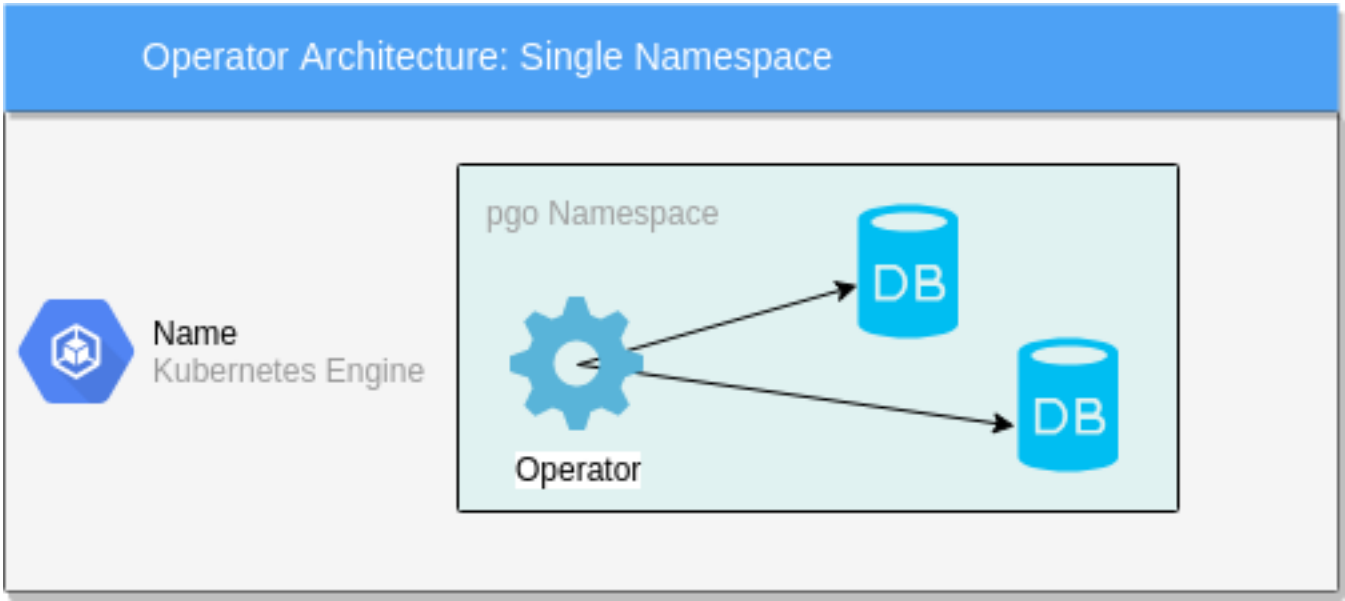 Operator Architecture: Single Namespace
pgo Namespace
DB
Name
Kubernetes Engine
DB
Operator